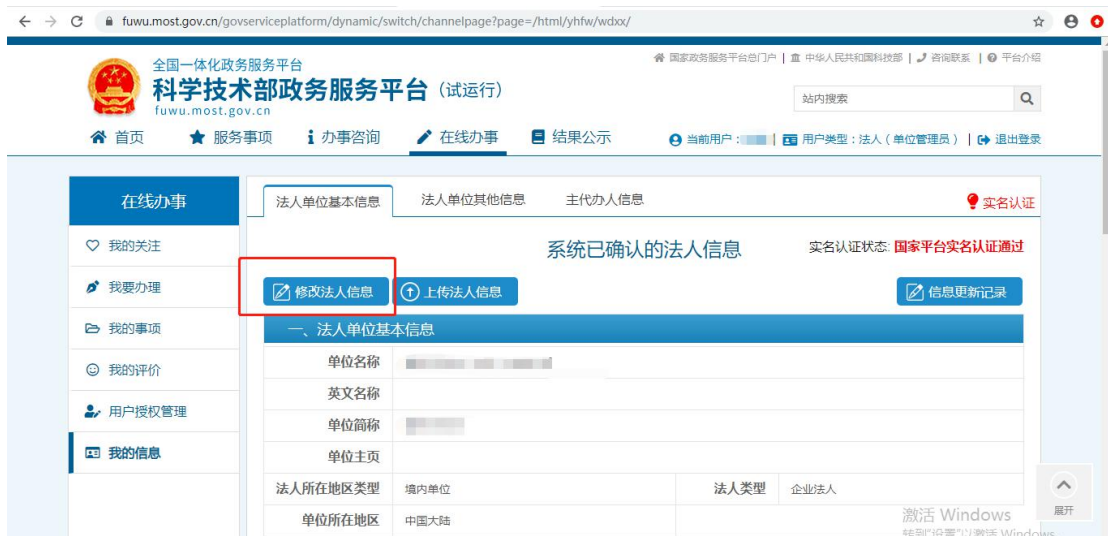 fuwu.most.gov.cn/govserviceplatform/dynamic/switch/channelpage?page=/html/yhfw/wdxx/
国家政务服务平台总门户 | 中华人民共和国科技部 | 咨询联系 | 平台介绍
全国一体化政务服务平台
科学技术部政务服务平台（试运行）
fuwu.most.gov.cn
站内搜索
首页 服务事项 办事咨询 在线办事 结果公示
当前用户： | 用户类型：法人（单位管理员） | 退出登录
在线办事
我的关注
我要办理
我的事项
我的评价
用户授权管理
我的信息
法人单位基本信息 法人单位其他信息 主代办人信息 实名认证
系统已确认的法人信息 实名认证状态: 国家平台实名认证通过
修改法人信息 上传法人信息 信息更新记录
一、法人单位基本信息
单位名称
英文名称
单位简称
单位主页
法人所在地区类型 境内单位 法人类型 企业法人
单位所在地区 中国大陆
展开
激活 Windows
转到"设置"以激活 Windows